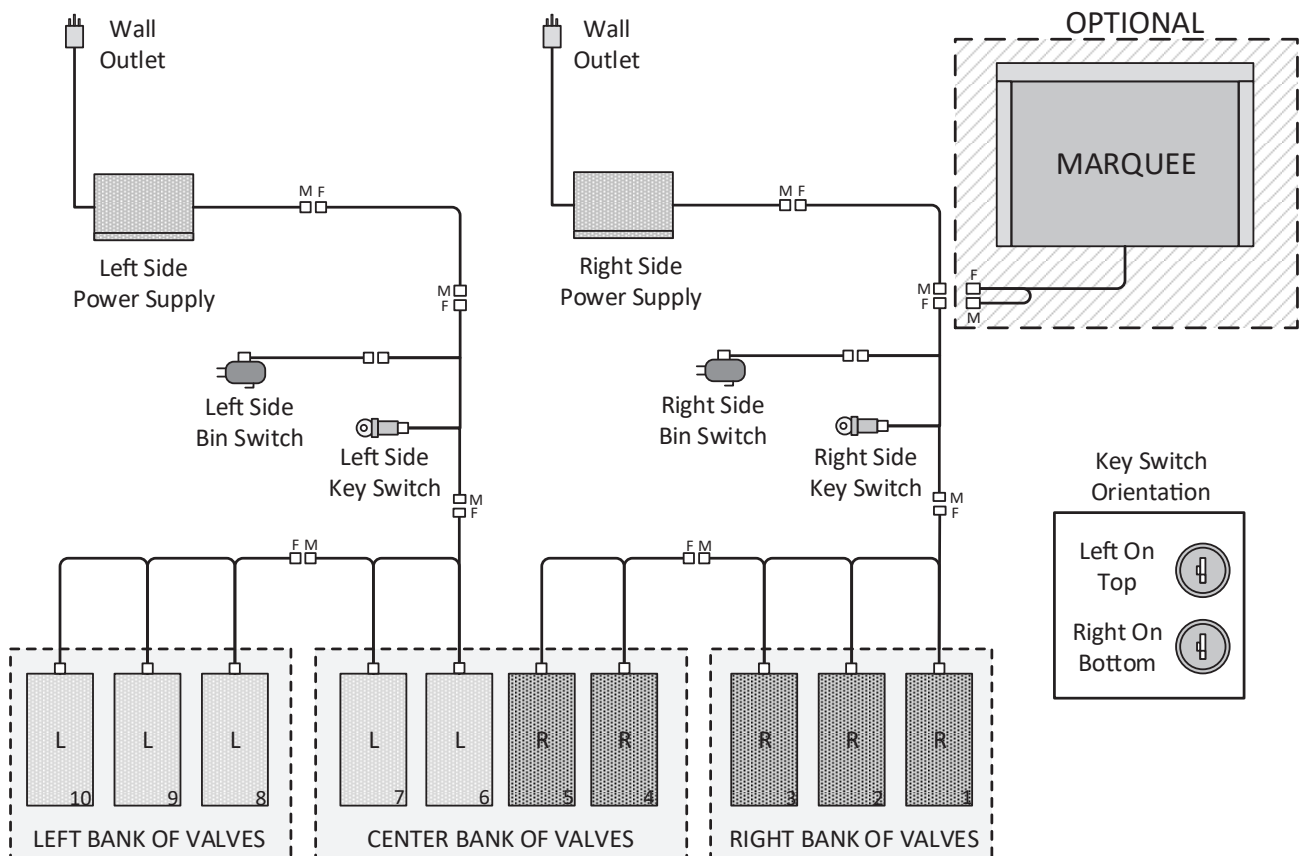 Wall
Outlet
Wall
Outlet
OPTIONAL
MARQUEE
M F
M F
Left Side
Power Supply
Right Side
Power Supply
M
F
M
F
F
M
Left Side
Bin Switch
Right Side
Bin Switch
Left Side
Key Switch
Right Side
Key Switch
Key Switch
Orientation
Left On
Top
Right On
Bottom
M
F
M
F
F M
F M
L
L
L
L
L
R
R
R
R
R
10
9
8
7
6
5
4
3
2
1
LEFT BANK OF VALVES
CENTER BANK OF VALVES
RIGHT BANK OF VALVES